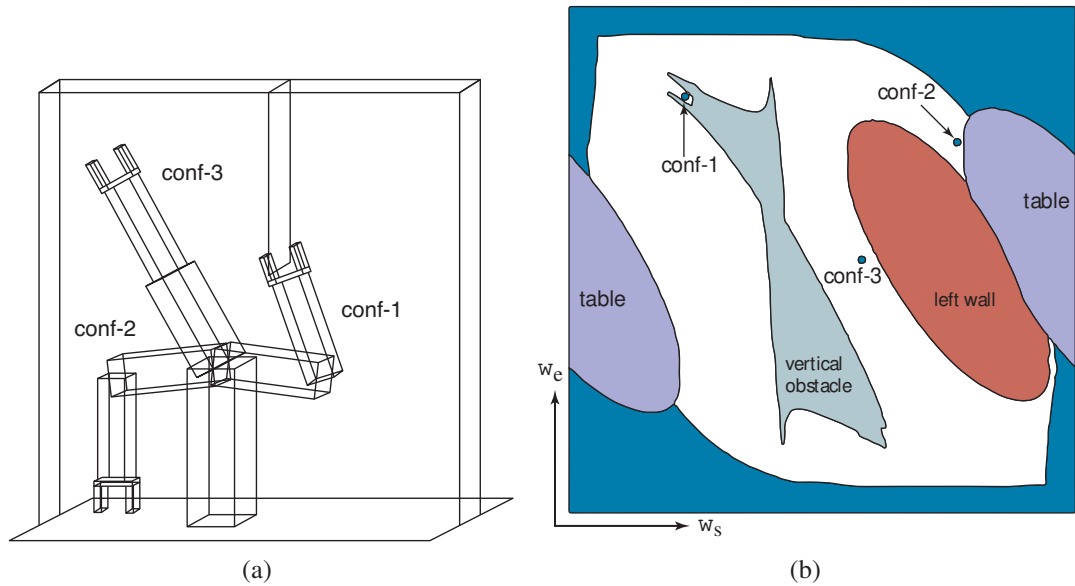 conf-3
conf-1
conf-2
(a)
conf-2
conf-1
table
conf-3
table
left wall
vertical
obstacle
we
ws
(b)